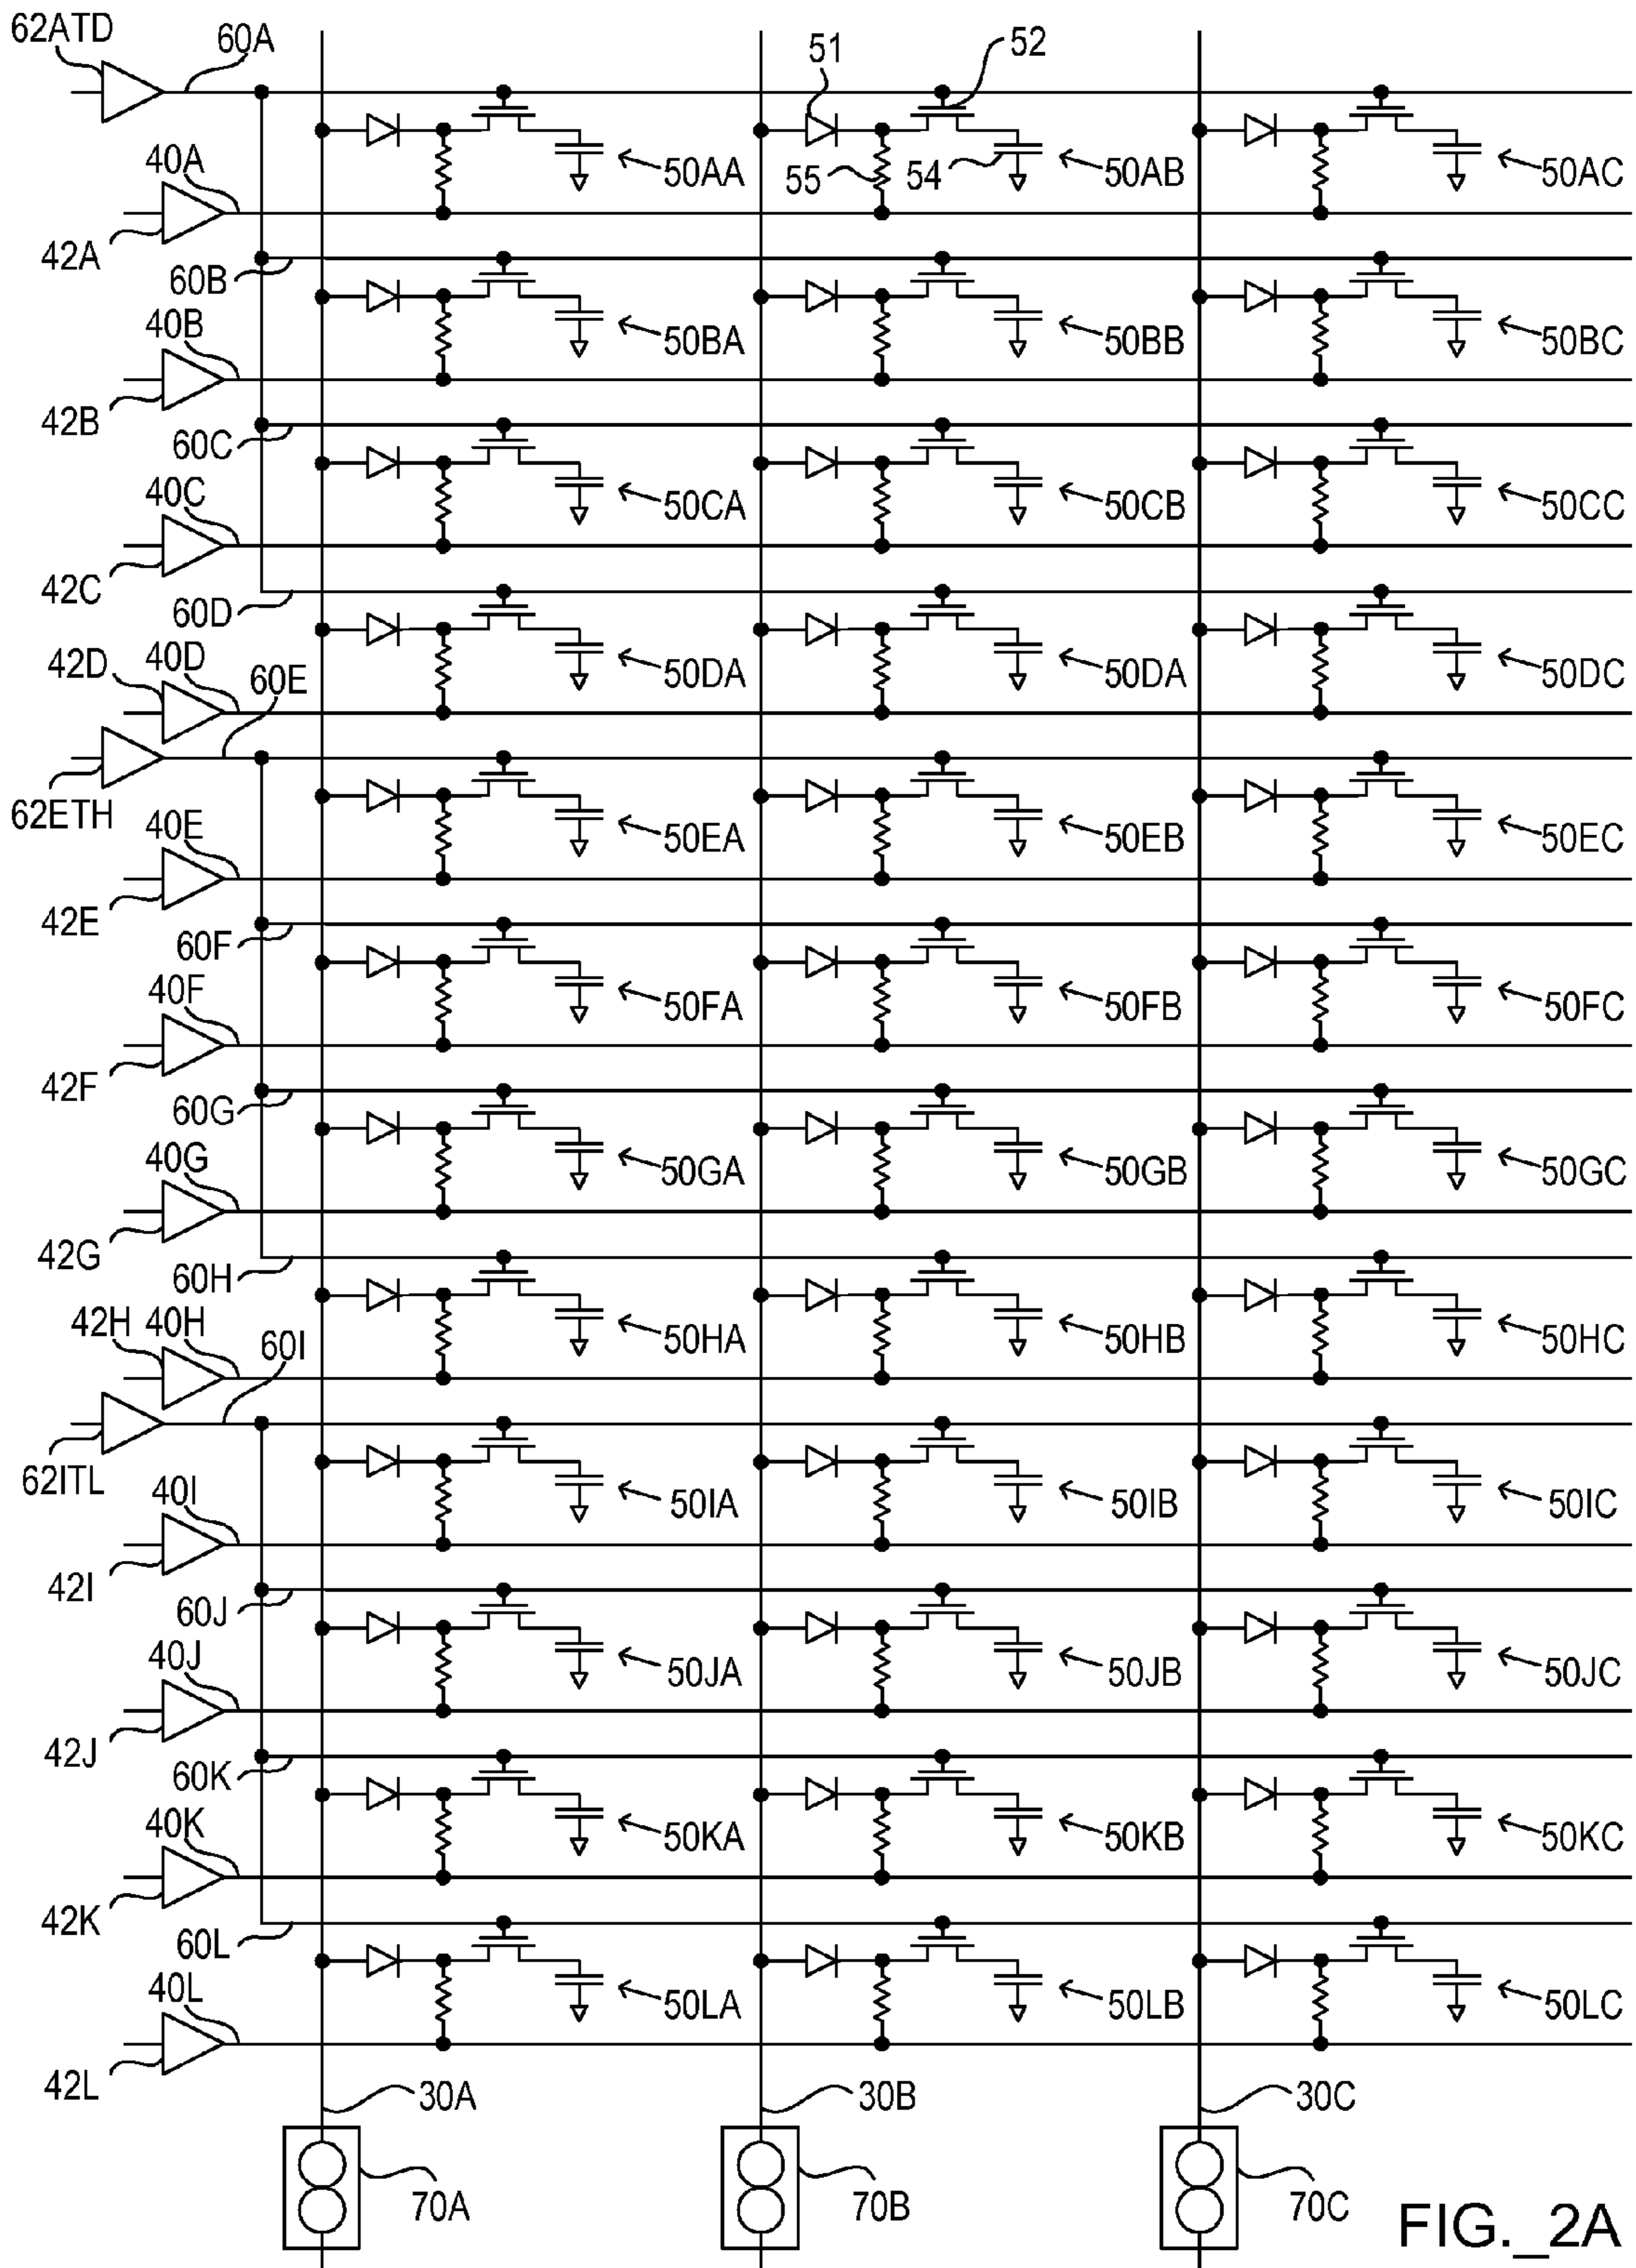 62ATD 60A 51 52
40A 55 54 50AA 50AB 50AC
42A
60B
40B 50BA 50BB 50BC
42B
60C
40C 50CA 50CB 50CC
42C
60D
42D 40D 60E 50DA 50DA 50DC
62ETH
40E 50EA 50EB 50EC
42E
60F
40F 50FA 50FB 50FC
42F
60G
40G 50GA 50GB 50GC
42G
60H
42H 40H 60I 50HA 50HB 50HC
62ITL
40I 50IA 50IB 50IC
42I
60J
40J 50JA 50JB 50JC
42J
60K
40K 50KA 50KB 50KC
42K
60L
40L 50LA 50LB 50LC
42L
30A 30B 30C
70A 70B 70C
FIG._2A